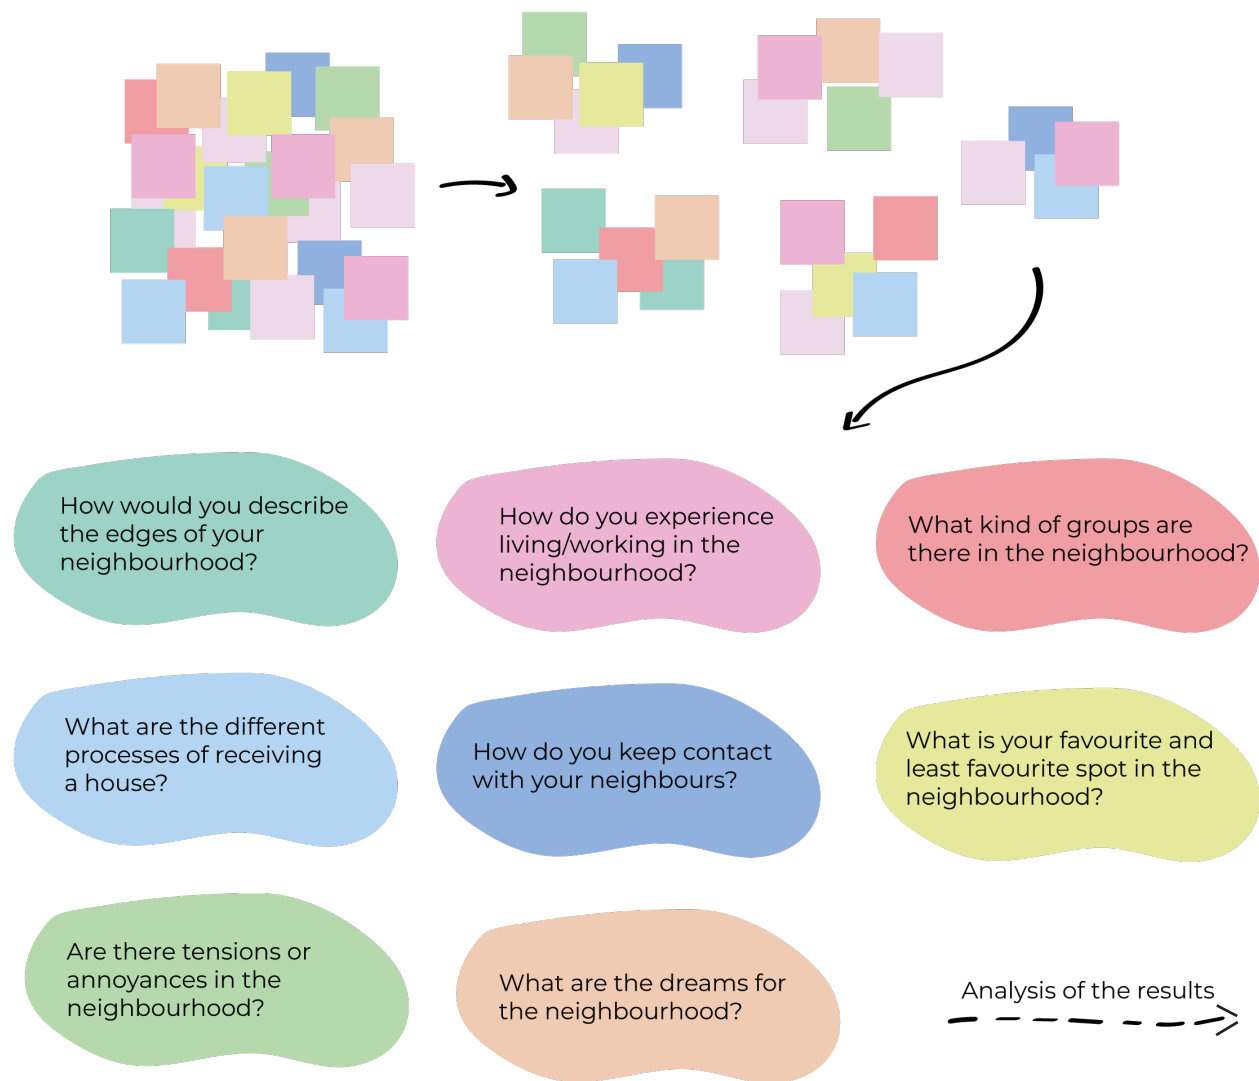 How would you describe
the edges of your
neighbourhood?
How do you experience
living/working in the
neighbourhood?
What kind of groups are
there in the neighbourhood?
What are the different
processes of receiving
a house?
How do you keep contact
with your neighbours?
What is your favourite and
least favourite spot in the
neighbourhood?
Are there tensions or
annoyances in the
neighbourhood?
What are the dreams for
the neighbourhood?
Analysis of the results